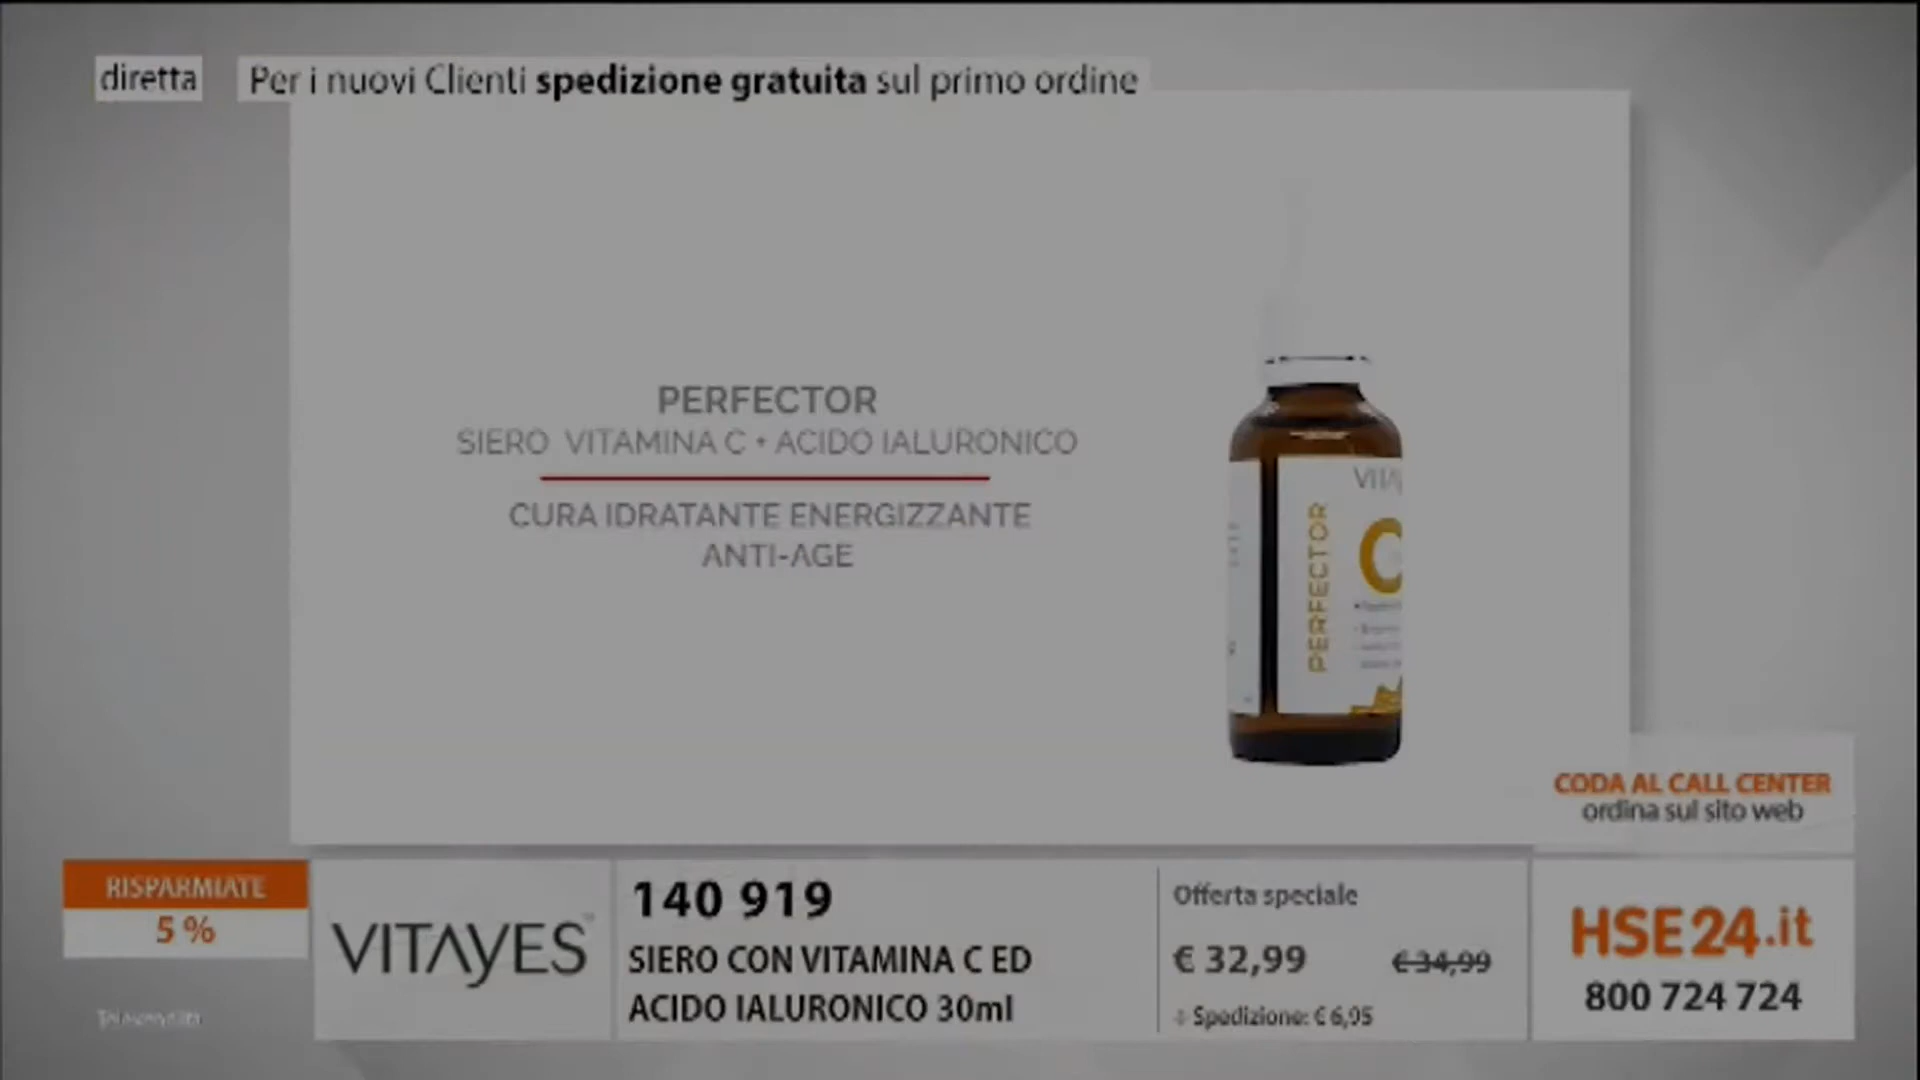 diretta
Per i nuovi Clienti spedizione gratuita sul primo ordine
PERFECTOR
SIERO VITAMINA C + ACIDO IALURONICO
CURA IDRATANTE ENERGIZZANTE
ANTI-AGE
PERFECTOR
C
CODA AL CALL CENTER
ordina sul sito web
RISPARMIATE
5 %
VITAYES
140 919
SIERO CON VITAMINA C ED
ACIDO IALURONICO 30ml
Offerta speciale
€ 32,99 € 34,99
+ Spedizione: € 6,95
HSE24.it
800 724 724